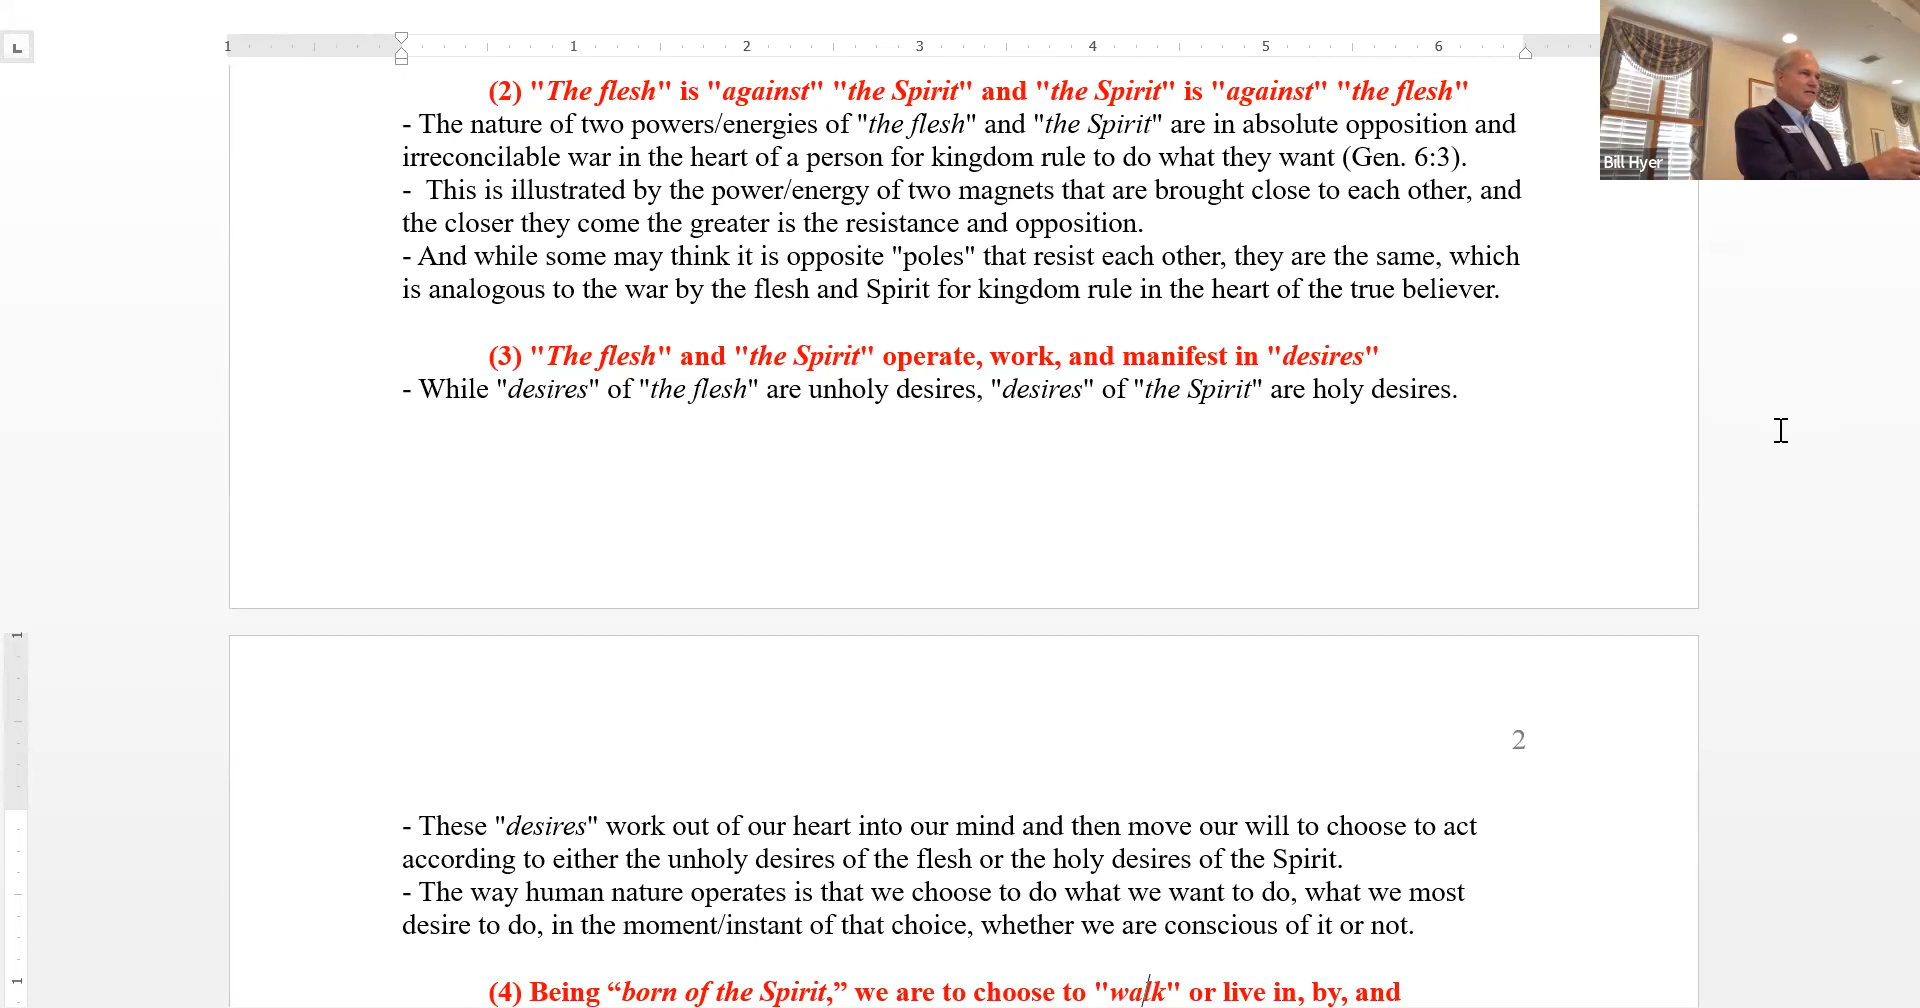 1 1 2 3 4 5 6
(2) "The flesh" is "against" "the Spirit" and "the Spirit" is "against" "the flesh"
- The nature of two powers/energies of "the flesh" and "the Spirit" are in absolute opposition and
irreconcilable war in the heart of a person for kingdom rule to do what they want (Gen. 6:3).
-  This is illustrated by the power/energy of two magnets that are brought close to each other, and
the closer they come the greater is the resistance and opposition.
- And while some may think it is opposite "poles" that resist each other, they are the same, which
is analogous to the war by the flesh and Spirit for kingdom rule in the heart of the true believer.
Bill Hyer
(3) "The flesh" and "the Spirit" operate, work, and manifest in "desires"
- While "desires" of "the flesh" are unholy desires, "desires" of "the Spirit" are holy desires.
1
2
- These "desires" work out of our heart into our mind and then move our will to choose to act
according to either the unholy desires of the flesh or the holy desires of the Spirit.
- The way human nature operates is that we choose to do what we want to do, what we most
desire to do, in the moment/instant of that choice, whether we are conscious of it or not.
1
(4) Being “born of the Spirit,” we are to choose to "walk" or live in, by, and